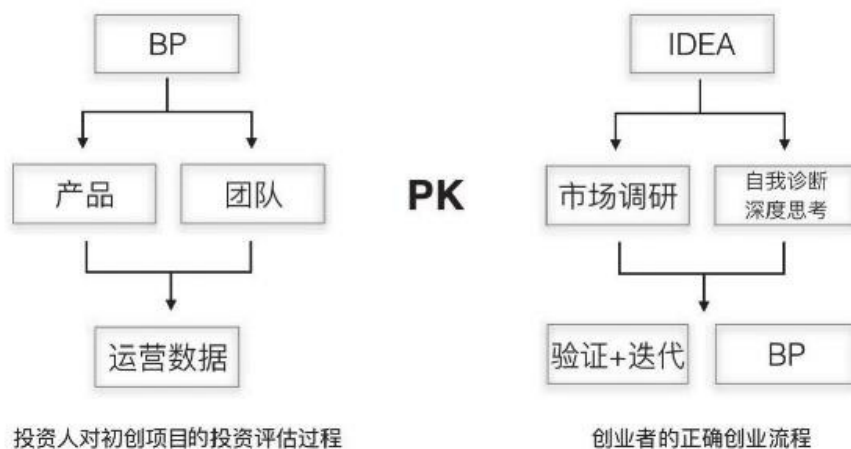 BP
IDEA
产品
团队
PK
市场调研
自我诊断
深度思考
运营数据
验证+迭代
BP
投资人对初创项目的投资评估过程
创业者的正确创业流程